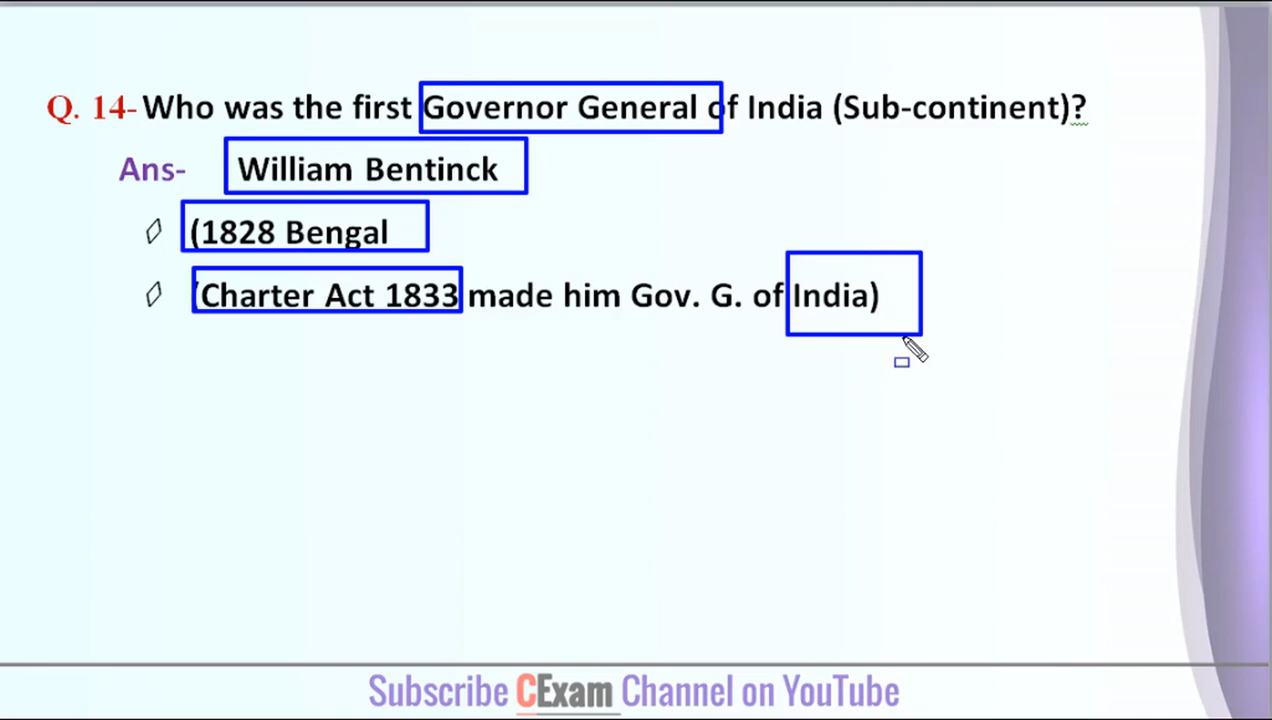 Q. 14- Who was the first Governor General of India (Sub-continent)?
Ans- William Bentinck
(1828 Bengal
(Charter Act 1833 made him Gov. G. of India)
Subscribe CExam Channel on YouTube